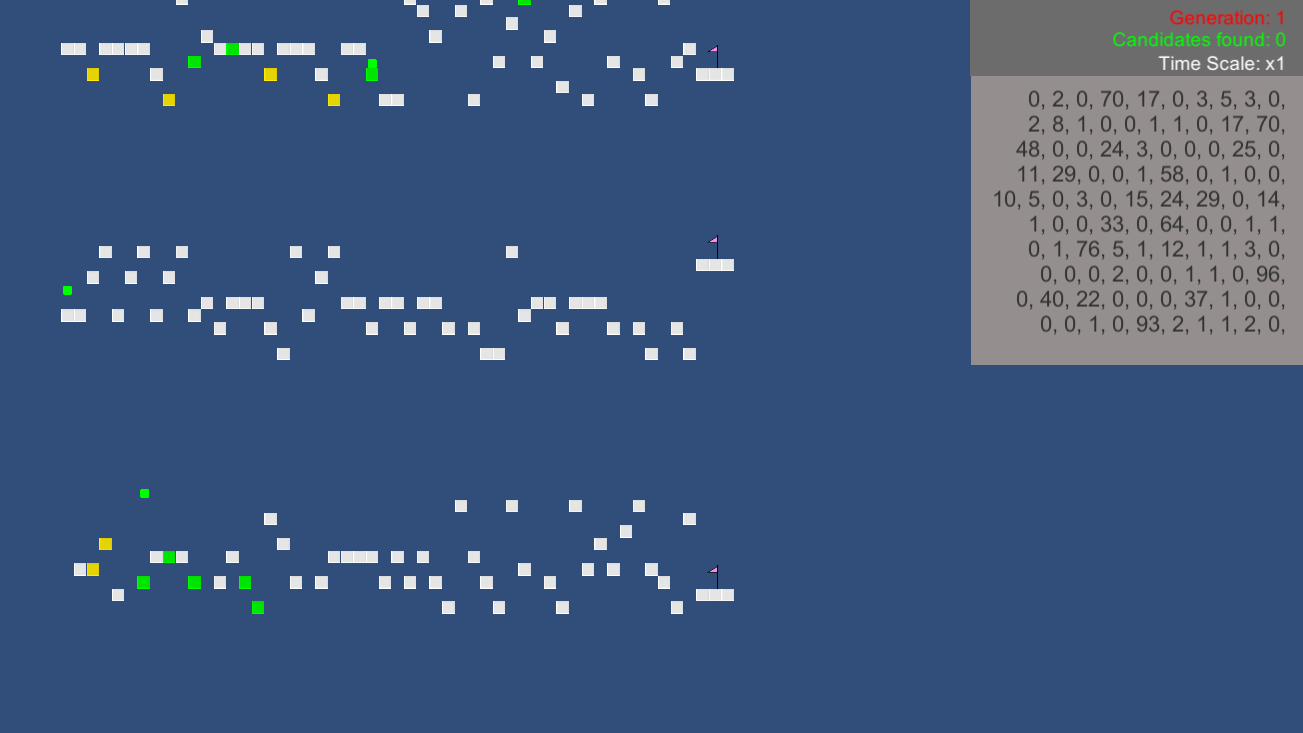 Generation: 1
Candidates found: 0
Time Scale: x1
0, 2, 0, 70, 17, 0, 3, 5, 3, 0,
2, 8, 1, 0, 0, 1, 1, 0, 17, 70,
48, 0, 0, 24, 3, 0, 0, 0, 25, 0,
11, 29, 0, 0, 1, 58, 0, 1, 0, 0,
10, 5, 0, 3, 0, 15, 24, 29, 0, 14,
1, 0, 0, 33, 0, 64, 0, 0, 1, 1,
0, 1, 76, 5, 1, 12, 1, 1, 3, 0,
0, 0, 0, 2, 0, 0, 1, 1, 0, 96,
0, 40, 22, 0, 0, 0, 37, 1, 0, 0,
0, 0, 1, 0, 93, 2, 1, 1, 2, 0,